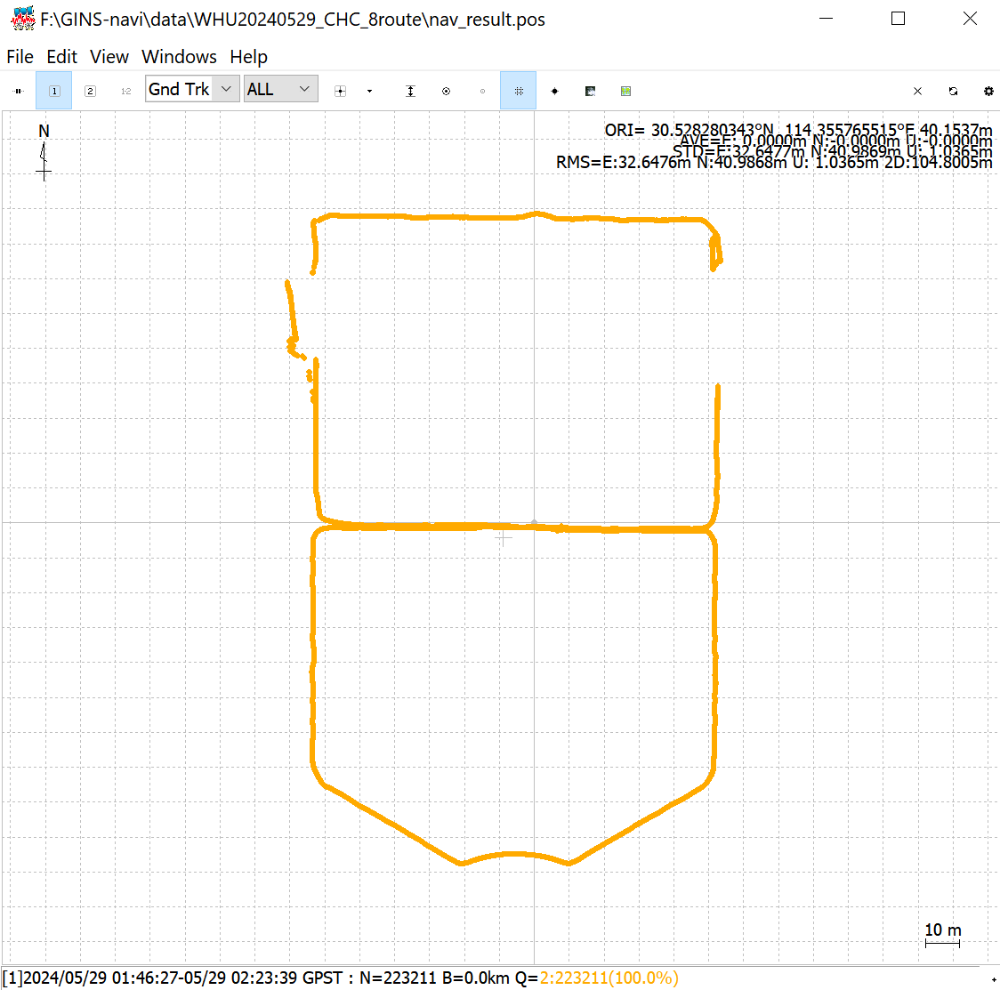 F:\GINS-navi\data\WHU20240529_CHC_8route\nav_result.pos
File Edit View Windows Help
1 2 1-2 Gnd Trk ALL
N
ORI= 30.528280343°N 114.355765515°E 40.1537m
AVE=E: 0.0000m N:-0.0000m U:-0.0000m
STD=E:32.6477m N:40.9869m U: 1.0365m
RMS=E:32.6476m N:40.9868m U: 1.0365m 2D:104.8005m
10 m
[1]2024/05/29 01:46:27-05/29 02:23:39 GPST : N=223211 B=0.0km Q=2:223211(100.0%)